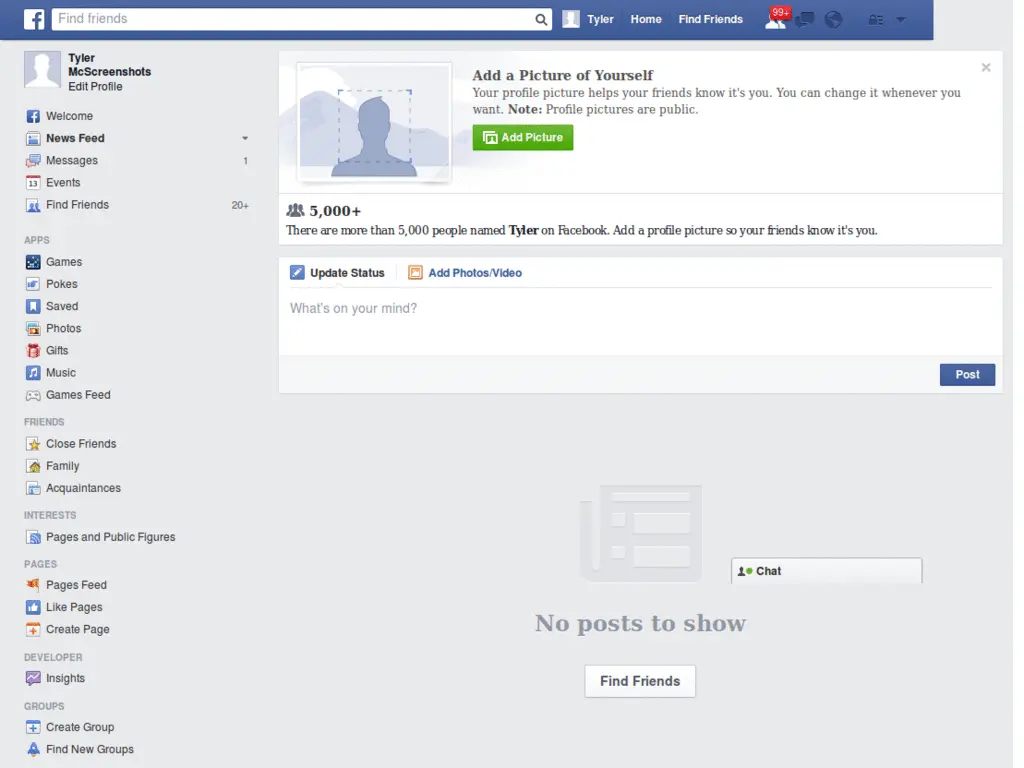 Find friends
Tyler
Home
Find Friends
99+
Tyler
McScreenshots
Edit Profile
Welcome
News Feed
Messages 1
13 Events
Find Friends 20+
APPS
Games
Pokes
Saved
Photos
Gifts
Music
Games Feed
FRIENDS
Close Friends
Family
Acquaintances
INTERESTS
Pages and Public Figures
PAGES
Pages Feed
Like Pages
Create Page
DEVELOPER
Insights
GROUPS
Create Group
Find New Groups
Add a Picture of Yourself
Your profile picture helps your friends know it's you. You can change it whenever you
want. Note: Profile pictures are public.
Add Picture
5,000+
There are more than 5,000 people named Tyler on Facebook. Add a profile picture so your friends know it's you.
Update Status
Add Photos/Video
What's on your mind?
Post
Chat
No posts to show
Find Friends